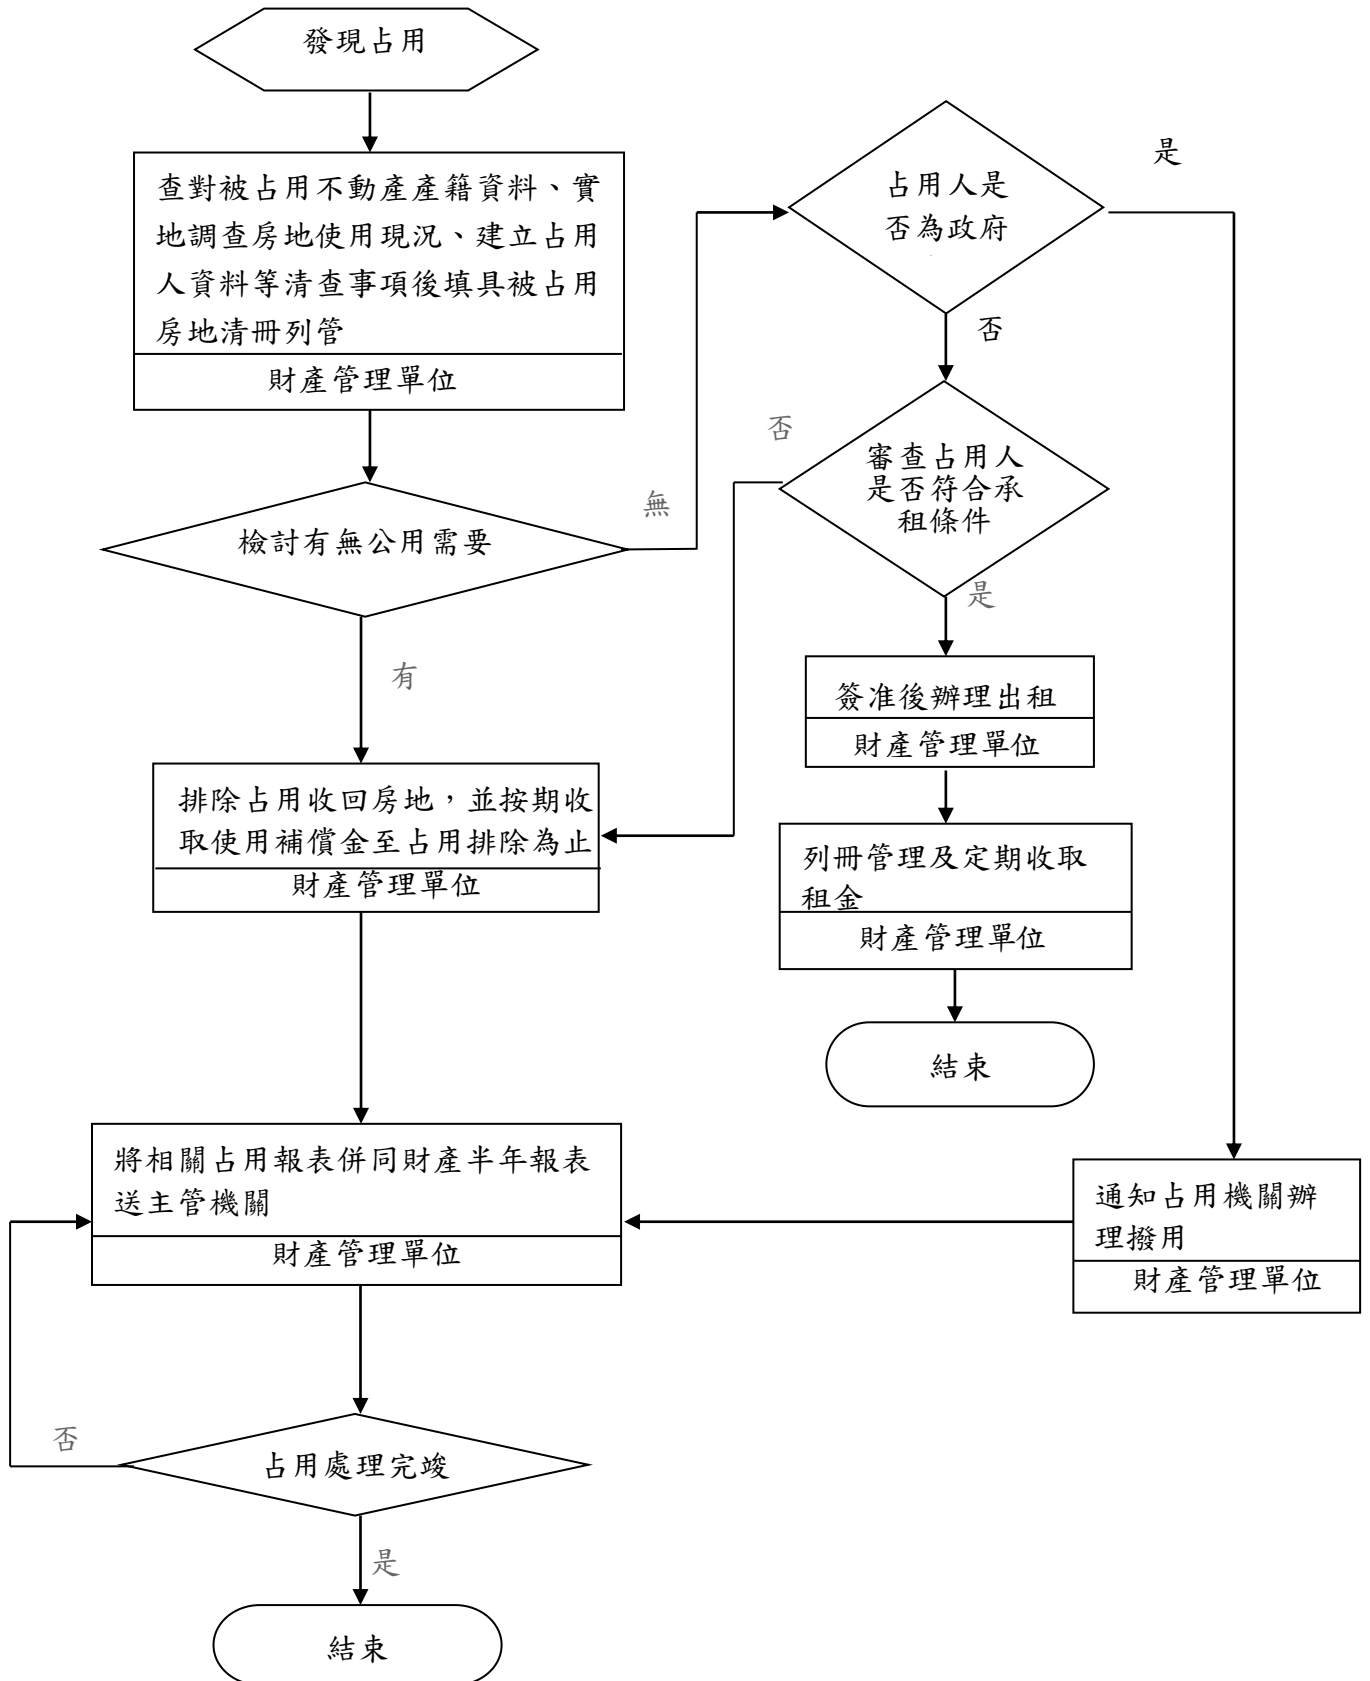 發現占用
查對被占用不動產產籍資料、實
地調查房地使用現況、建立占用
人資料等清查事項後填具被占用
房地清冊列管
財產管理單位
檢討有無公用需要
無
有
占用人是
否為政府
是
否
審查占用人
是否符合承
租條件
否
是
簽准後辦理出租
財產管理單位
列冊管理及定期收取
租金
財產管理單位
結束
排除占用收回房地，並按期收
取使用補償金至占用排除為止
財產管理單位
將相關占用報表併同財產半年報表
送主管機關
財產管理單位
通知占用機關辦
理撥用
財產管理單位
占用處理完竣
否
是
結束